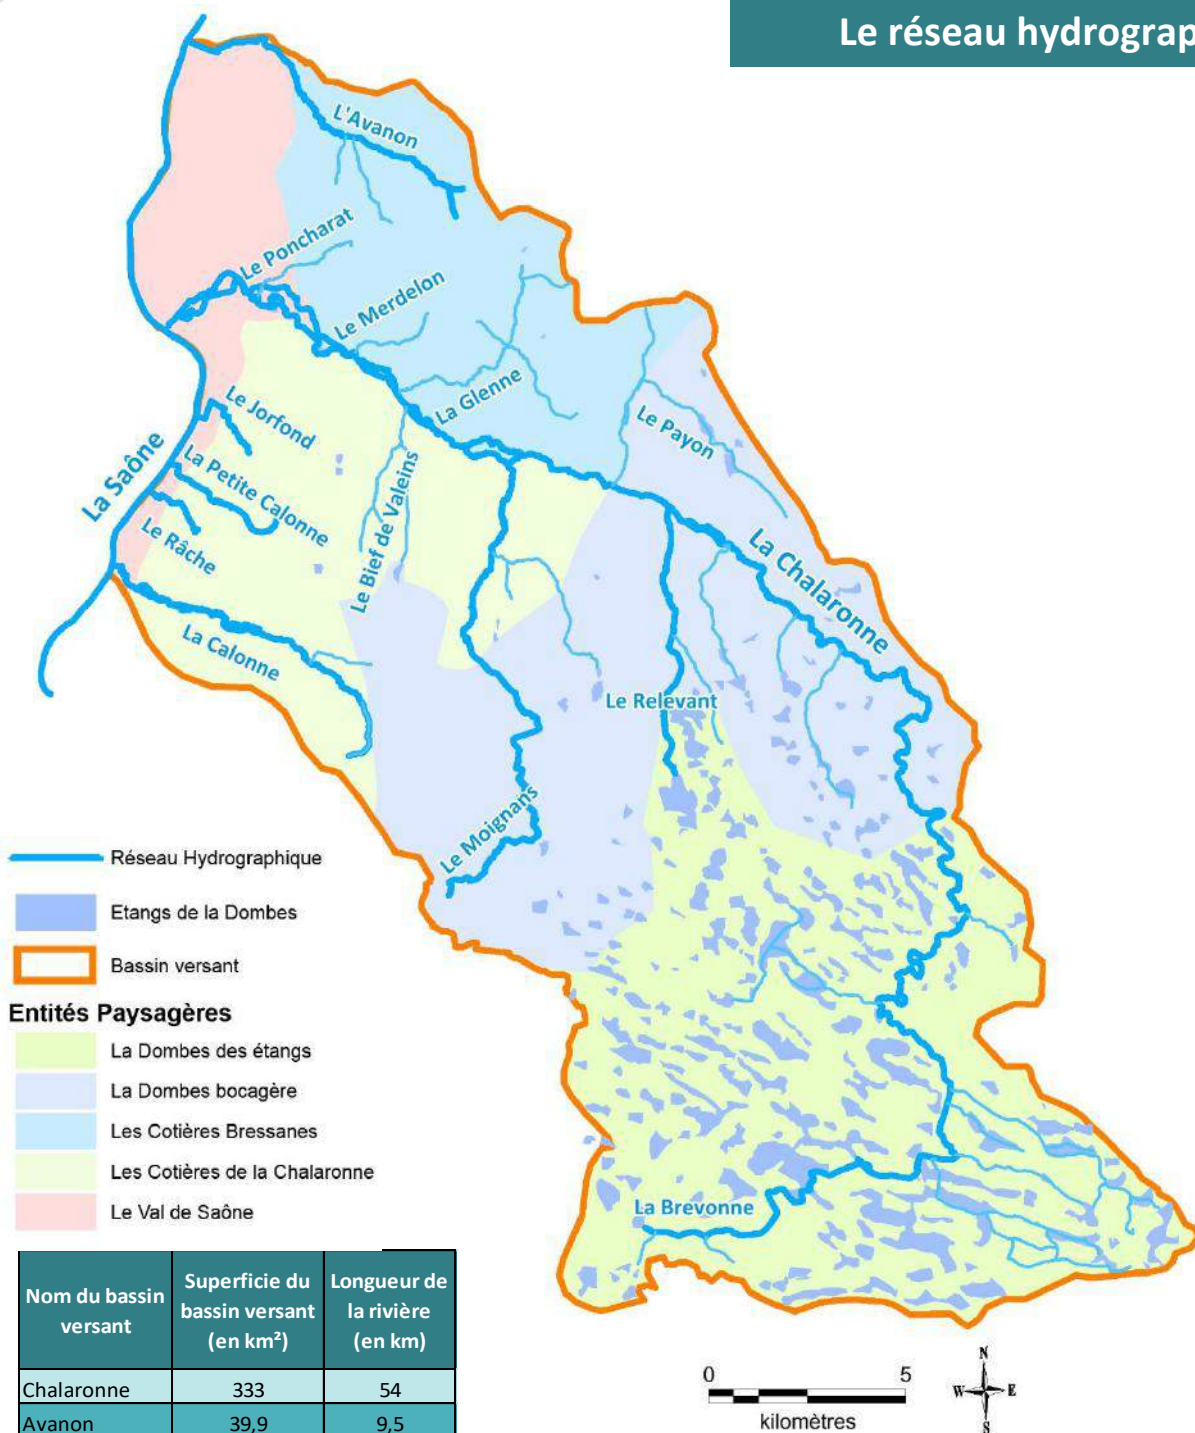 Le réseau hydrograp
L'Avanon
Le Poncharat
Le Merdelon
La Glenne
Le Payon
Le Jorfond
La Saône
La Petite Calonne
Le Bief de Valeins
Le Râche
La Chalaronne
La Calonne
Le Relevant
Le Moignans
La Brevonne
Réseau Hydrographique
Etangs de la Dombes
Bassin versant
Entités Paysagères
La Dombes des étangs
La Dombes bocagère
Les Cotières Bressanes
Les Cotières de la Chalaronne
Le Val de Saône
Nom du bassin versant
Superficie du bassin versant (en km²)
Longueur de la rivière (en km)
Chalaronne 333 54
Avanon 39,9 9,5
0 5
kilomètres
N
W E
S